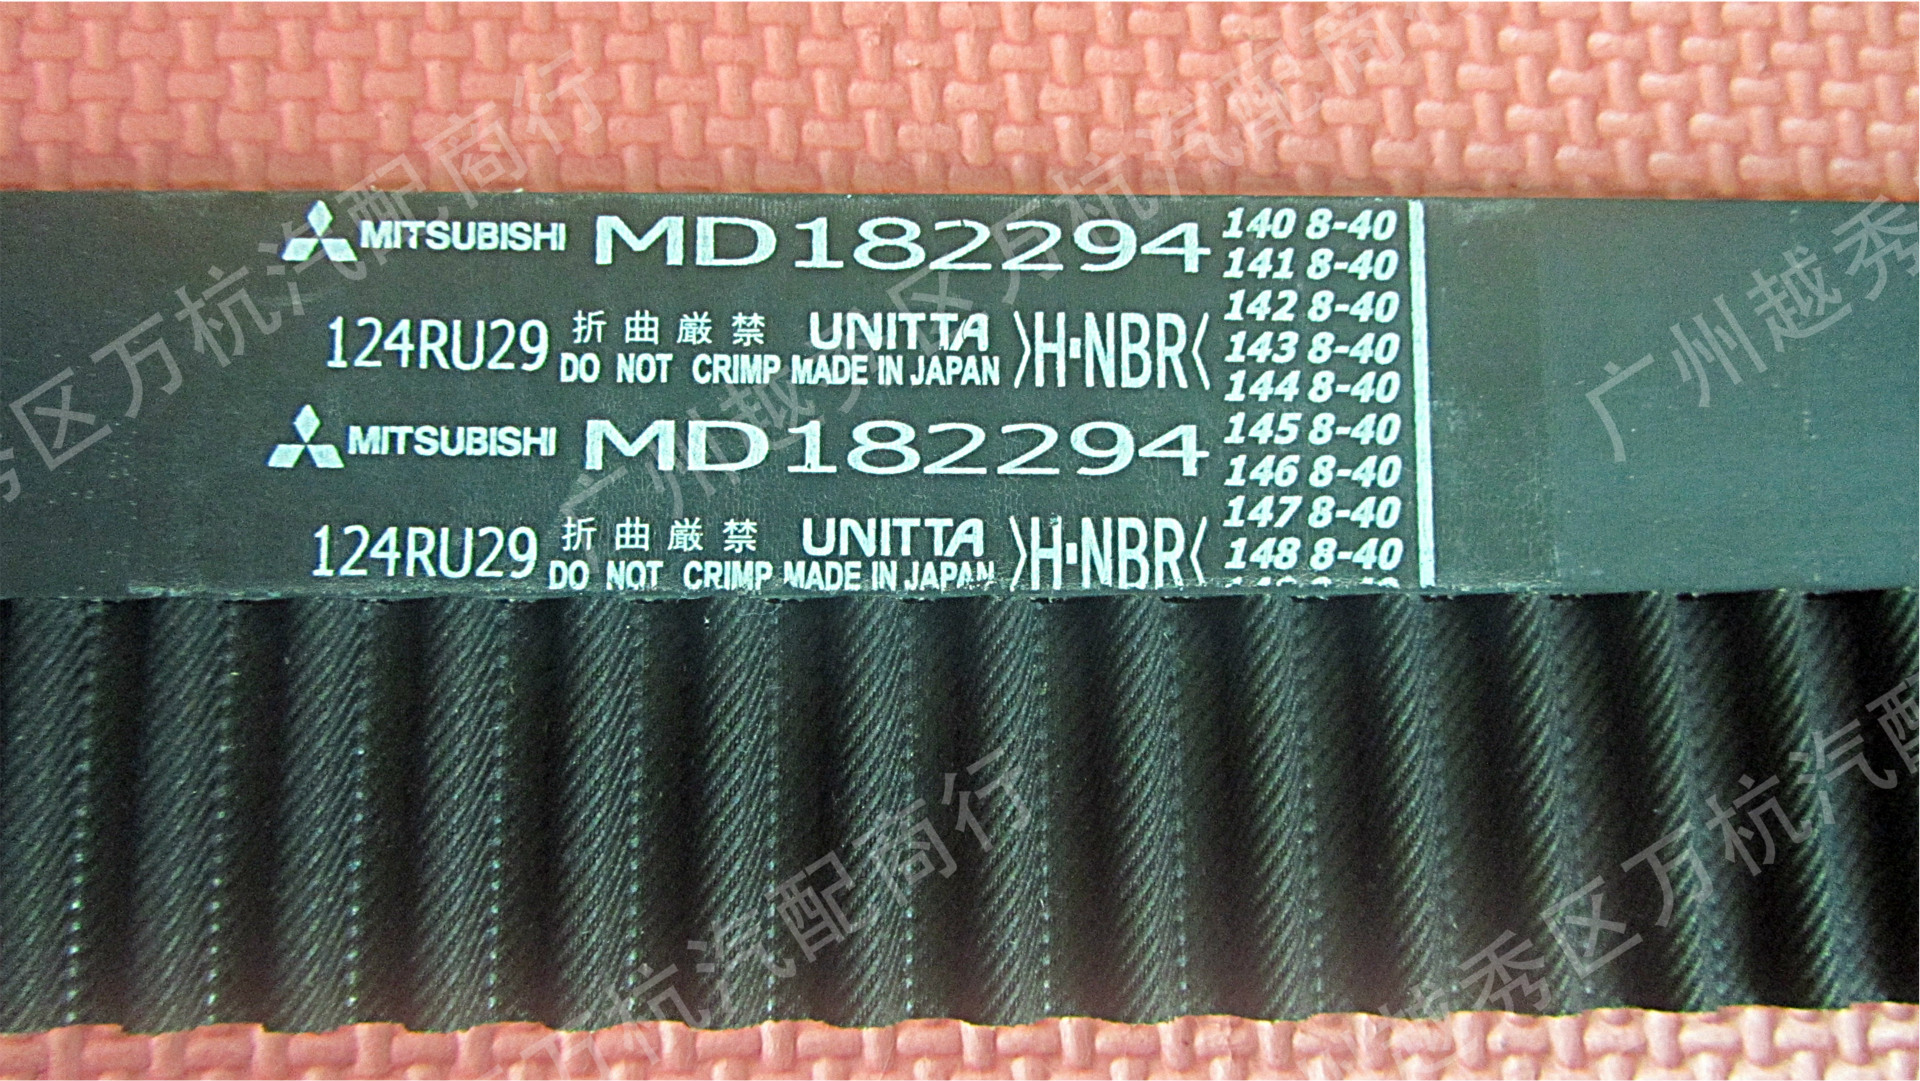 MITSUBISHI MD182294
124RU29 折曲厳禁 UNITTA
DO NOT CRIMP MADE IN JAPAN >H-NBR<
MITSUBISHI MD182294
124RU29 折曲厳禁 UNITTA
DO NOT CRIMP MADE IN JAPAN >H-NBR<
140 8-40
141 8-40
142 8-40
143 8-40
144 8-40
145 8-40
146 8-40
147 8-40
148 8-40
广州越秀区万杭汽配商行